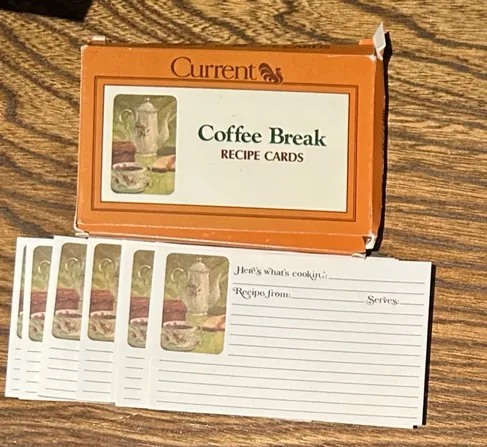 Current
Coffee Break
RECIPE CARDS
Here's what's cookin':
Recipe from: Serves: